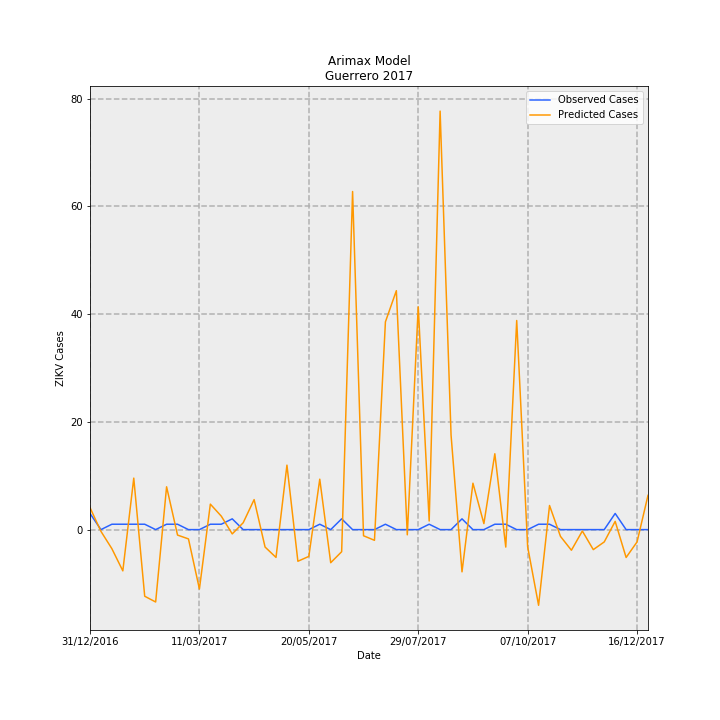 Arimax Model
Guerrero 2017
Observed Cases
Predicted Cases
80
60
40
20
0
ZIKV Cases
31/12/2016
11/03/2017
20/05/2017
29/07/2017
07/10/2017
16/12/2017
Date